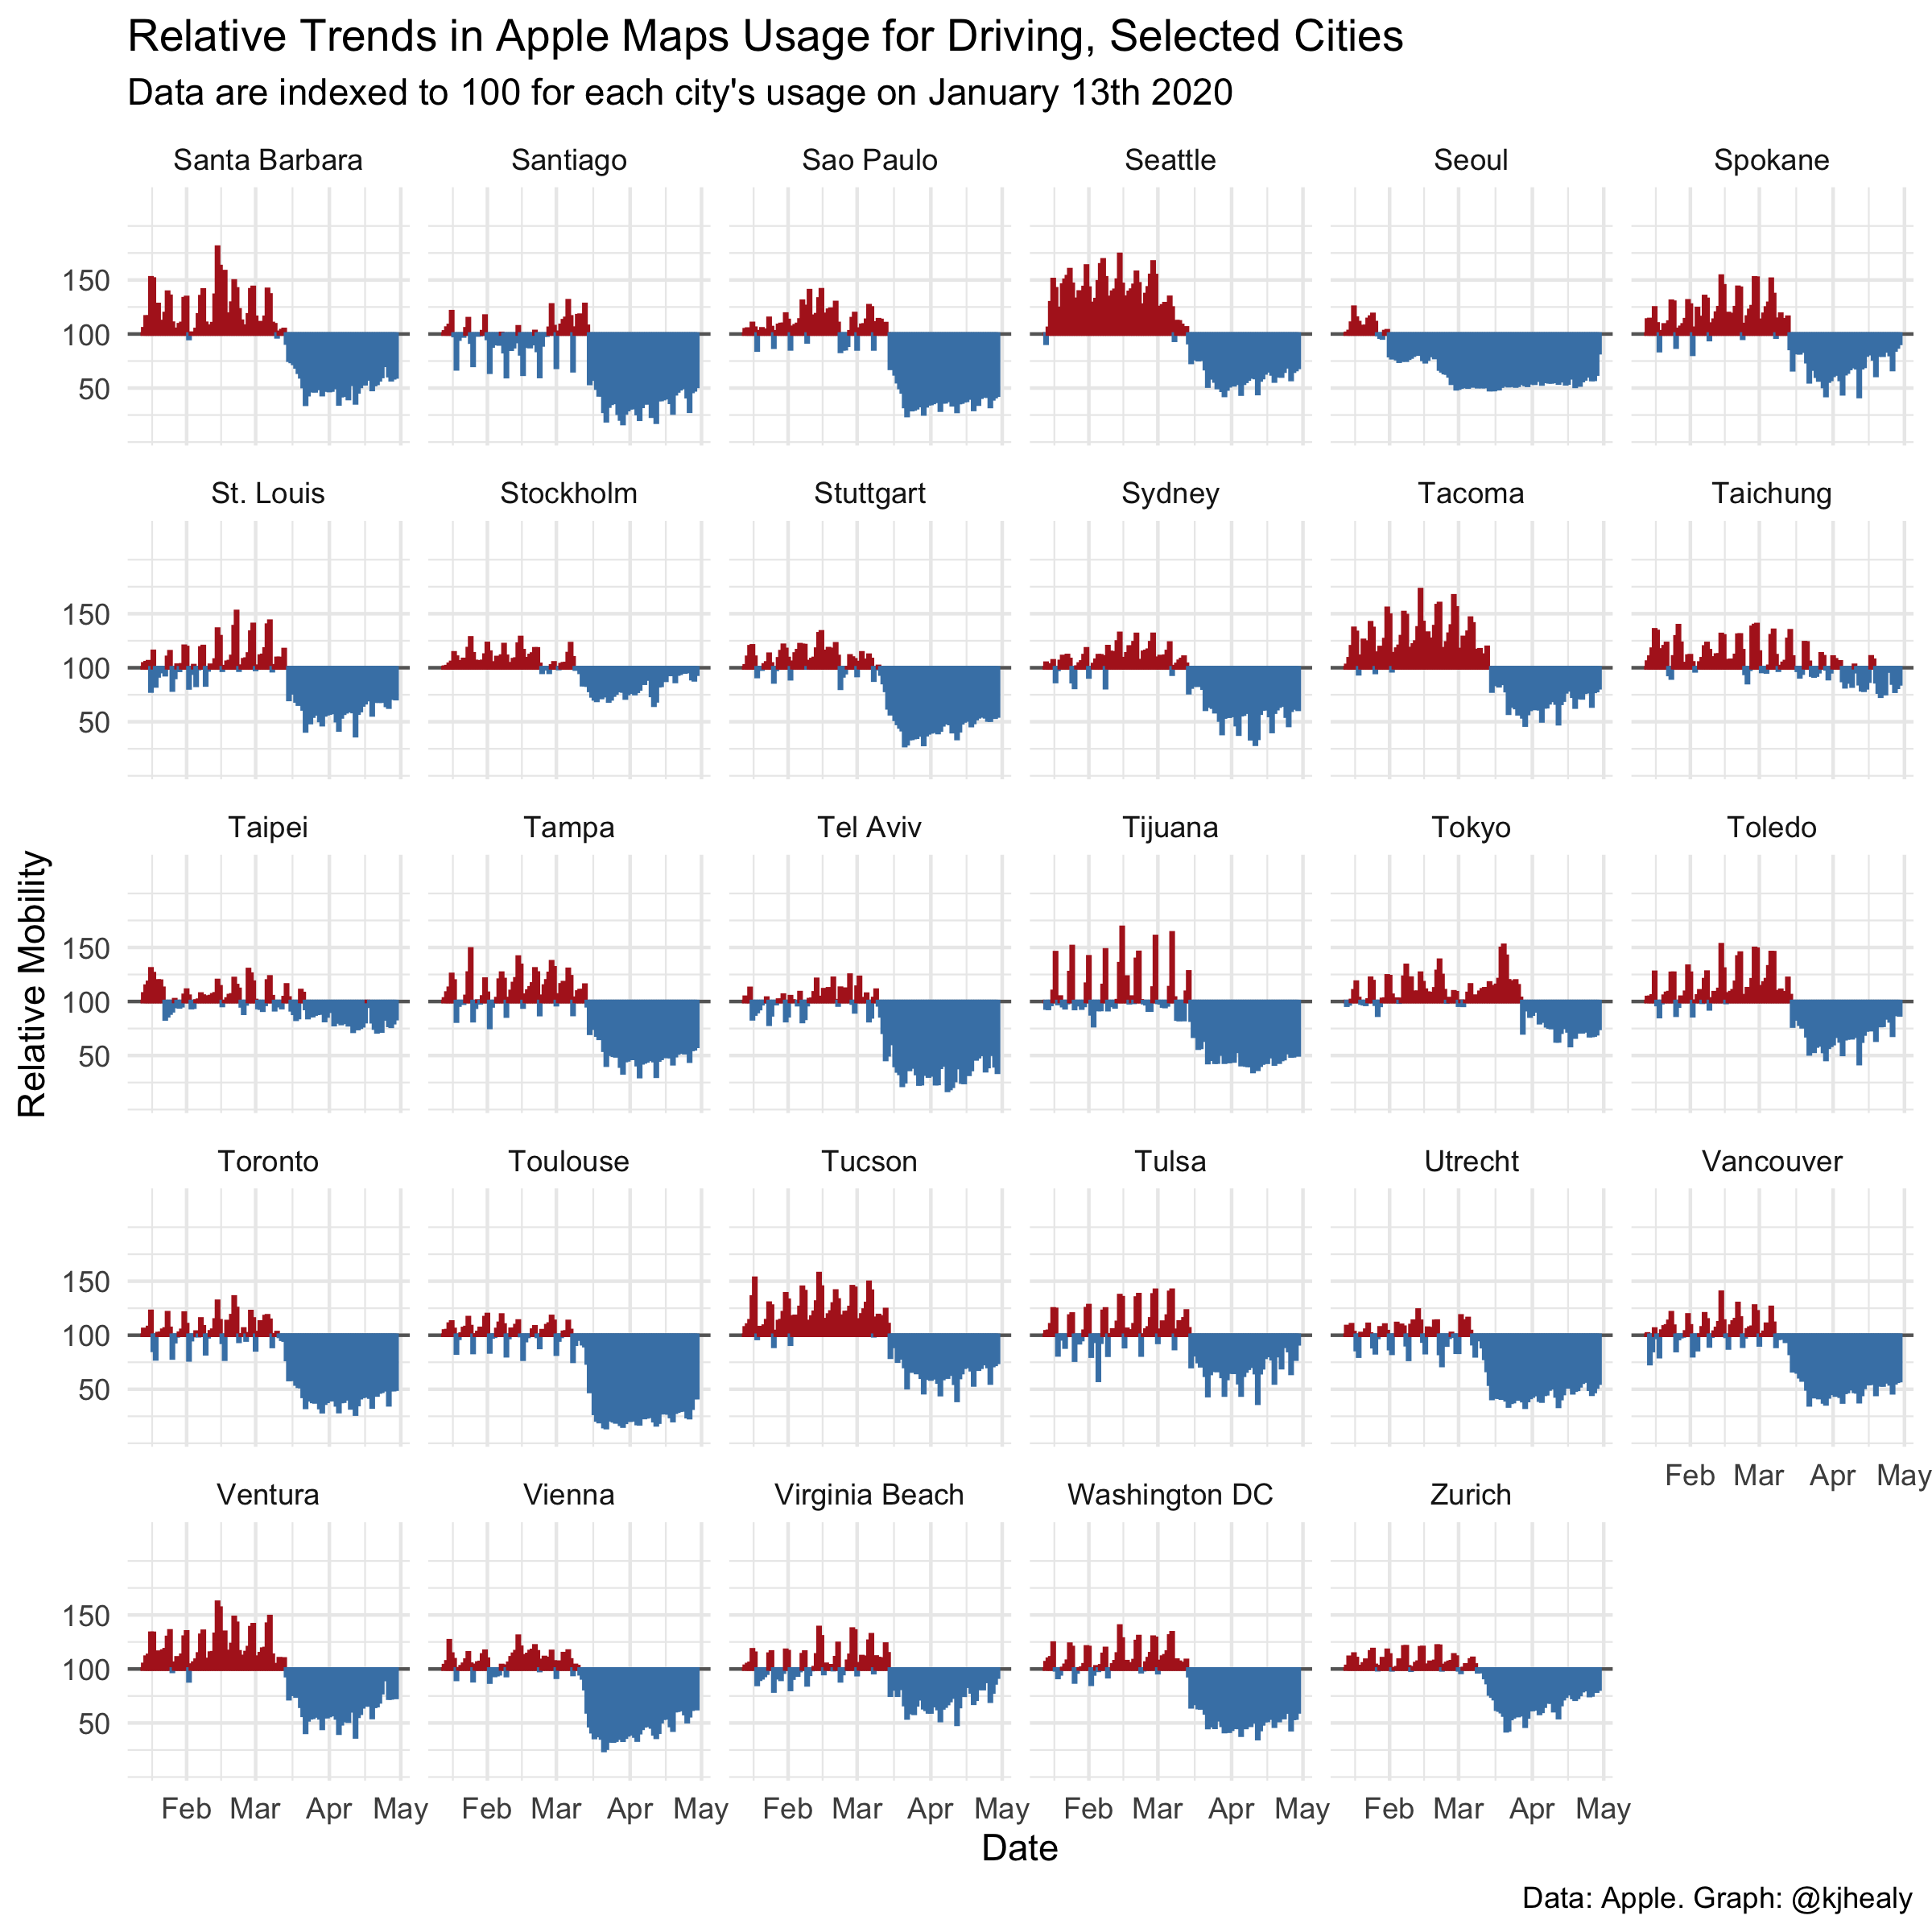 Relative Trends in Apple Maps Usage for Driving, Selected Cities
Data are indexed to 100 for each city's usage on January 13th 2020
Santa Barbara Santiago Sao Paulo Seattle Seoul Spokane
150
100
50
St. Louis Stockholm Stuttgart Sydney Tacoma Taichung
150
100
50
Taipei Tampa Tel Aviv Tijuana Tokyo Toledo
Relative Mobility
150
100
50
Toronto Toulouse Tucson Tulsa Utrecht Vancouver
150
100
50
Feb Mar Apr May
Ventura Vienna Virginia Beach Washington DC Zurich
150
100
50
Feb Mar Apr May Feb Mar Apr May Feb Mar Apr May Feb Mar Apr May Feb Mar Apr May
Date
Data: Apple. Graph: @kjhealy